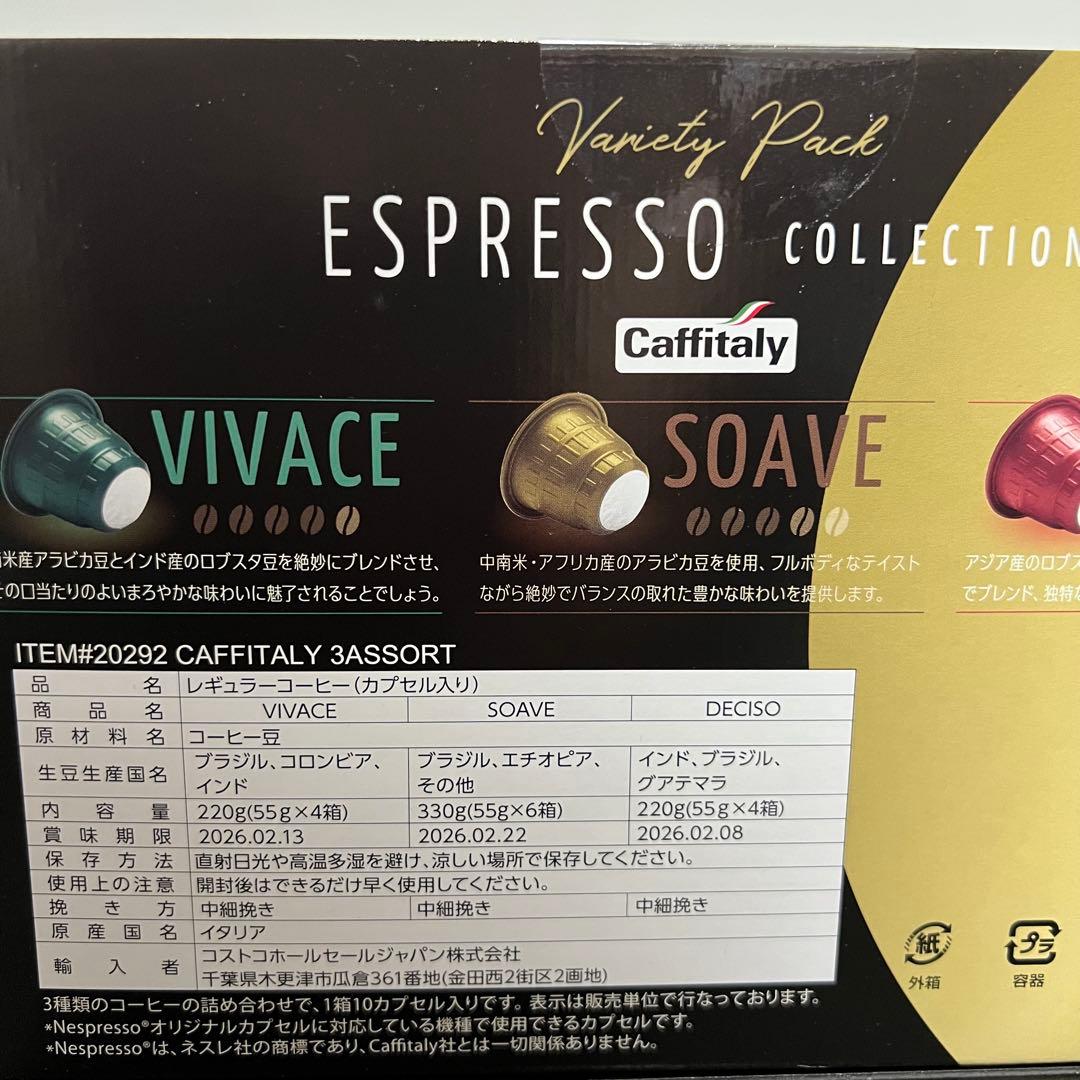 Variety Pack
ESPRESSO COLLECTION
Caffitaly
VIVACE
SOAVE
米産アラビカ豆とインド産のロブスタ豆を絶妙にブレンドさせ、
その口当たりのよいまろやかな味わいに魅了されることでしょう。
中南米・アフリカ産のアラビカ豆を使用、フルボディなテイスト
ながら絶妙でバランスの取れた豊かな味わいを提供します。
アジア産のロブス
でブレンド、独特な
ITEM#20292 CAFFITALY 3ASSORT
品名 レギュラーコーヒー(カプセル入り)
商品名 VIVACE SOAVE DECISO
原材料名 コーヒー豆
生豆生産国名 ブラジル、コロンビア、インド ブラジル、エチオピア、その他 インド、ブラジル、グアテマラ
内容量 220g(55g×4箱) 330g(55g×6箱) 220g(55g×4箱)
賞味期限 2026.02.13 2026.02.22 2026.02.08
保存方法 直射日光や高温多湿を避け、涼しい場所で保存してください。
使用上の注意 開封後はできるだけ早く使用してください。
挽き方 中細挽き 中細挽き 中細挽き
原産国名 イタリア
輸入者 コストコホールセールジャパン株式会社
千葉県木更津市瓜倉361番地(金田西2街区2画地)
3種類のコーヒーの詰め合わせで、1箱10カプセル入りです。表示は販売単位で行なっております。
*Nespresso®オリジナルカプセルに対応している機種で使用できるカプセルです。
*Nespresso®は、ネスレ社の商標であり、Caffitaly社とは一切関係ありません。
紙
外箱
プラ
容器